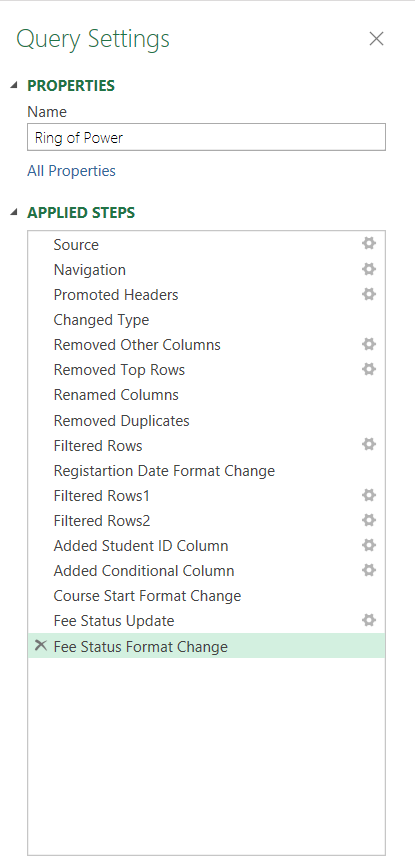 Query Settings
PROPERTIES
Name
Ring of Power
All Properties
APPLIED STEPS
Source
Navigation
Promoted Headers
Changed Type
Removed Other Columns
Removed Top Rows
Renamed Columns
Removed Duplicates
Filtered Rows
Registartion Date Format Change
Filtered Rows1
Filtered Rows2
Added Student ID Column
Added Conditional Column
Course Start Format Change
Fee Status Update
Fee Status Format Change